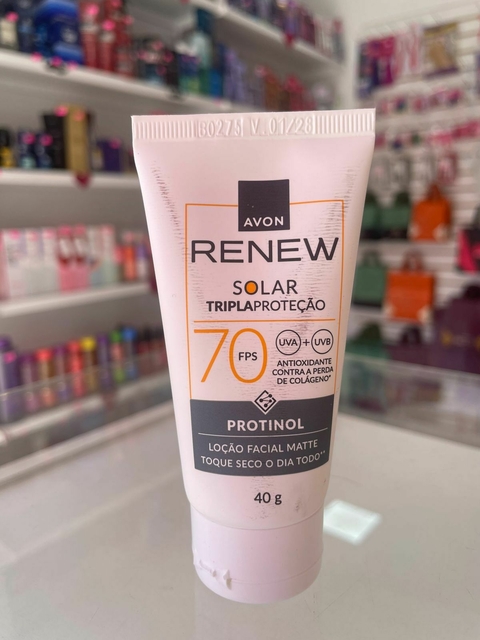 60275 V.01/26
AVON
RENEW
SOLAR
TRIPLAPROTEÇÃO
70 FPS
UVA + UVB
ANTIOXIDANTE
CONTRA A PERDA
DE COLÁGENO*
PROTINOL
LOÇÃO FACIAL MATTE
TOQUE SECO O DIA TODO**
40 g